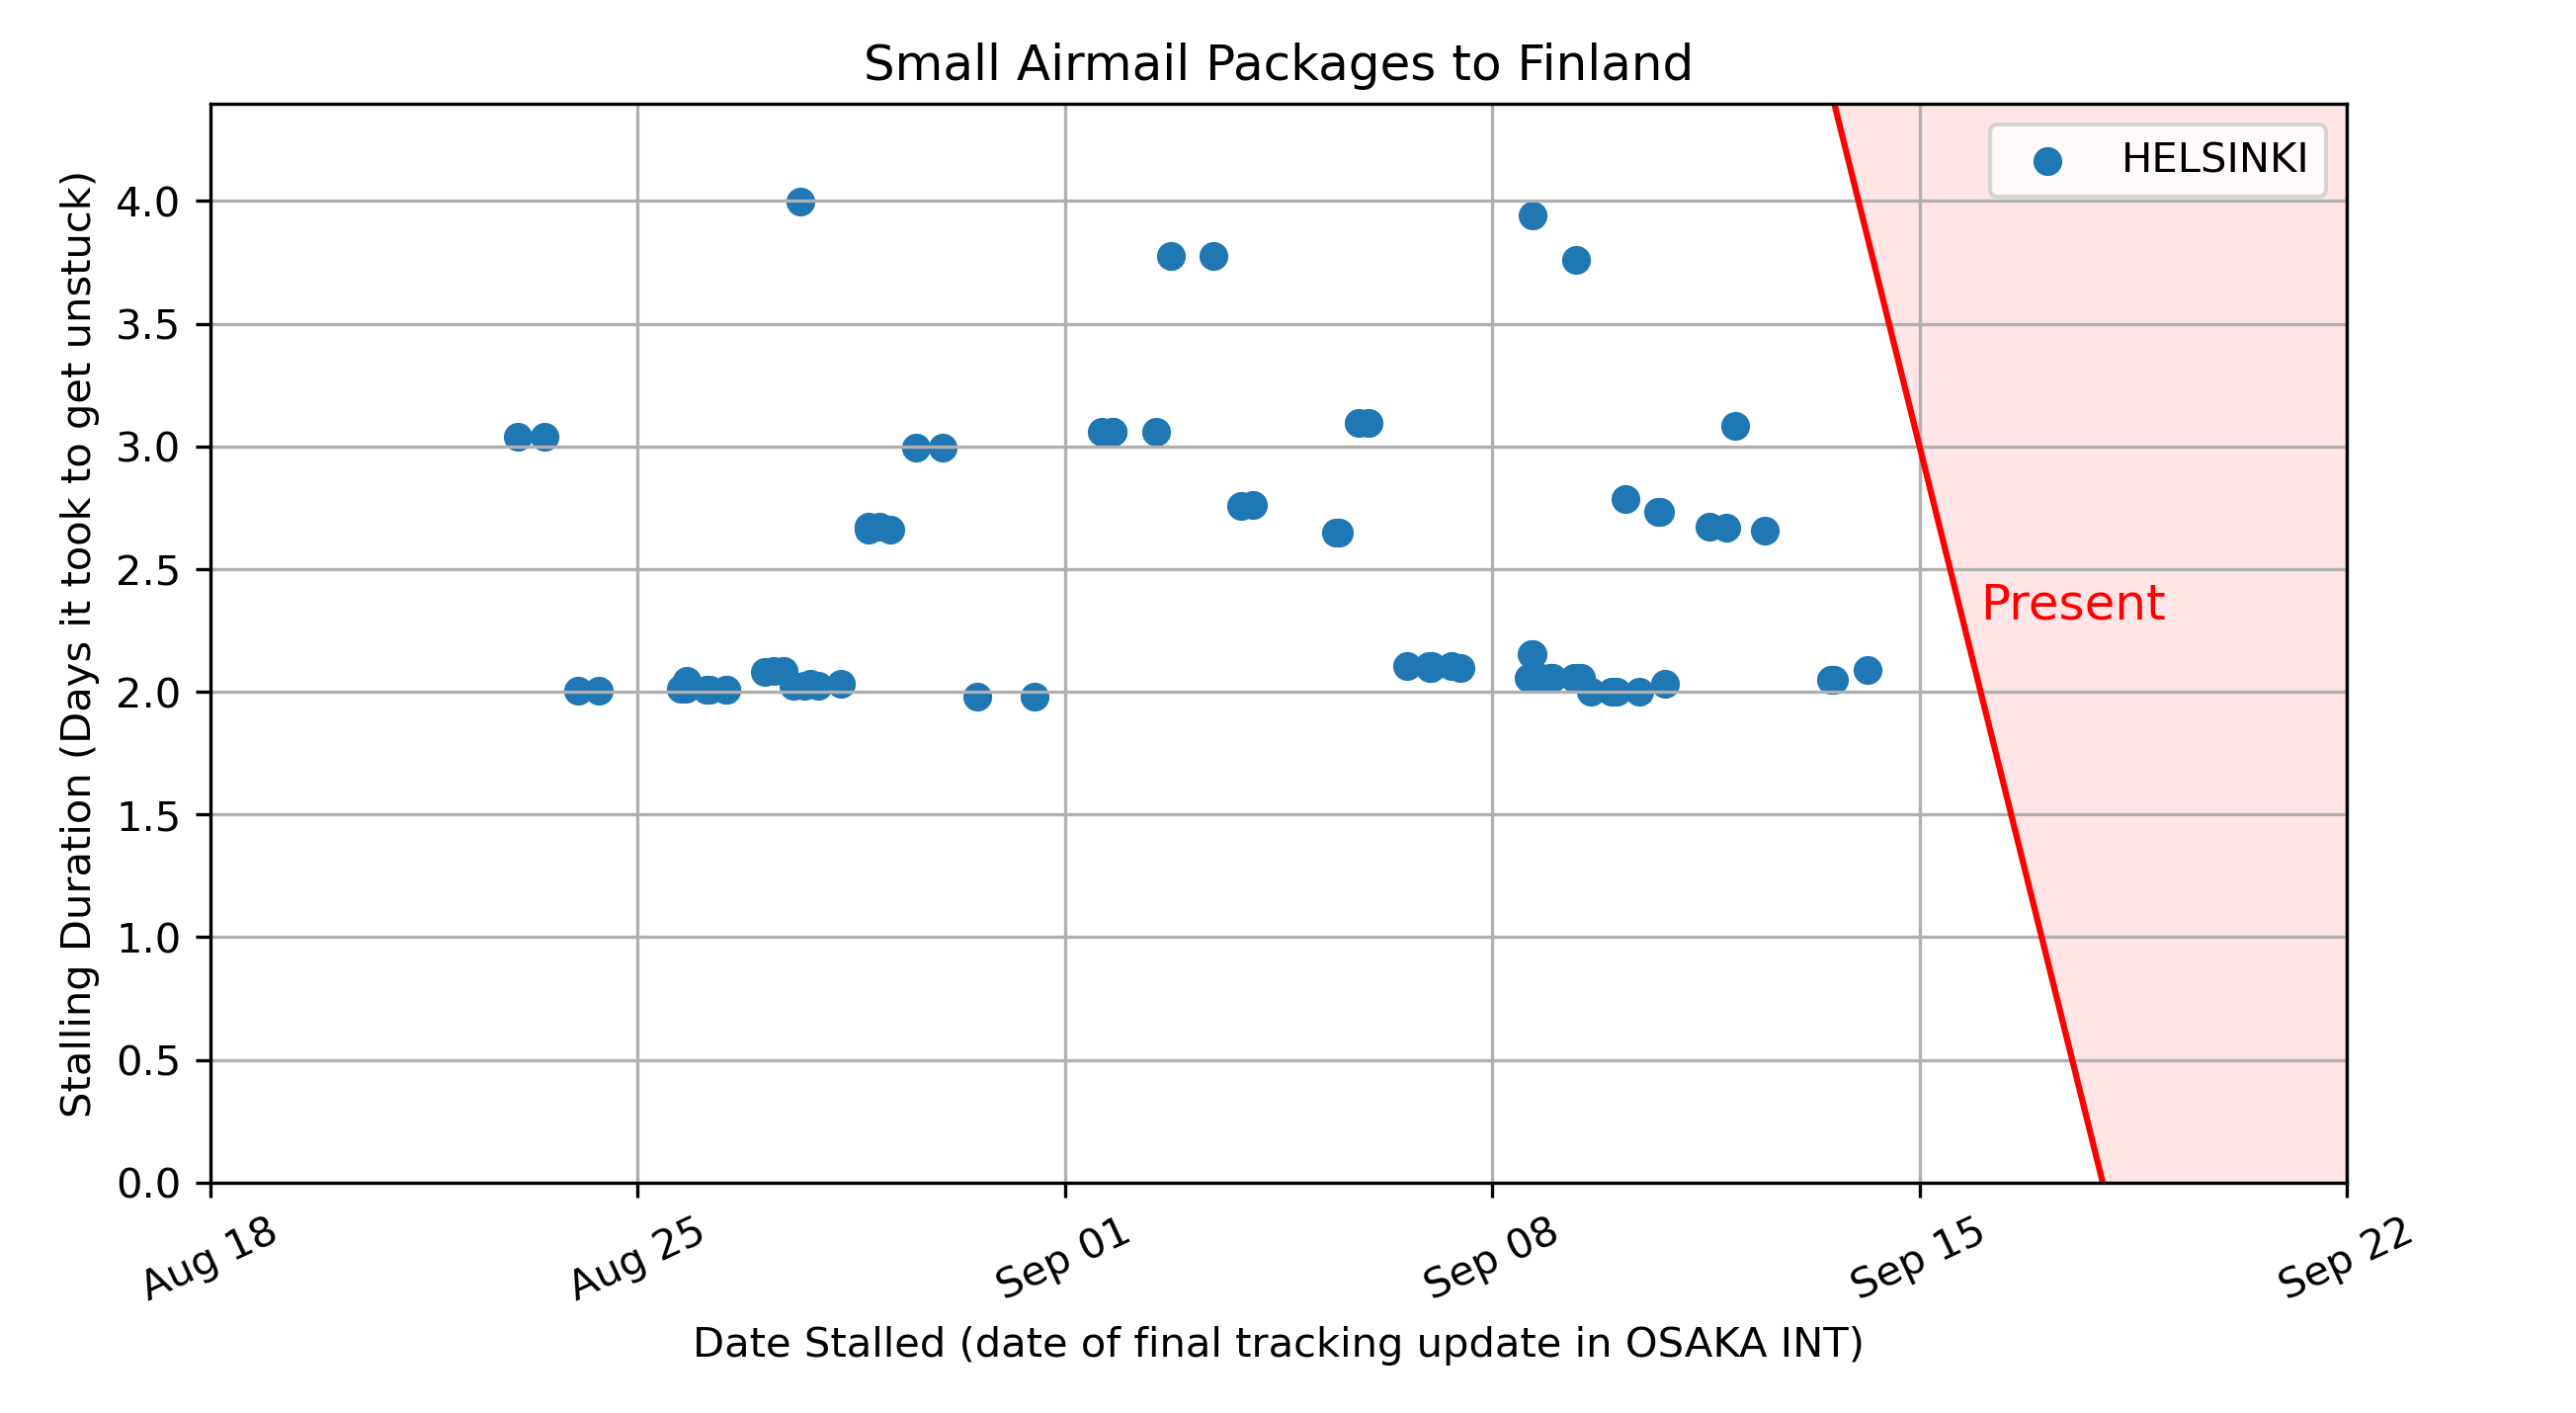 Small Airmail Packages to Finland
HELSINKI
Stalling Duration (Days it took to get unstuck)
4.0
3.5
3.0
2.5
2.0
1.5
1.0
0.5
0.0
Present
Aug 18
Aug 25
Sep 01
Sep 08
Sep 15
Sep 22
Date Stalled (date of final tracking update in OSAKA INT)